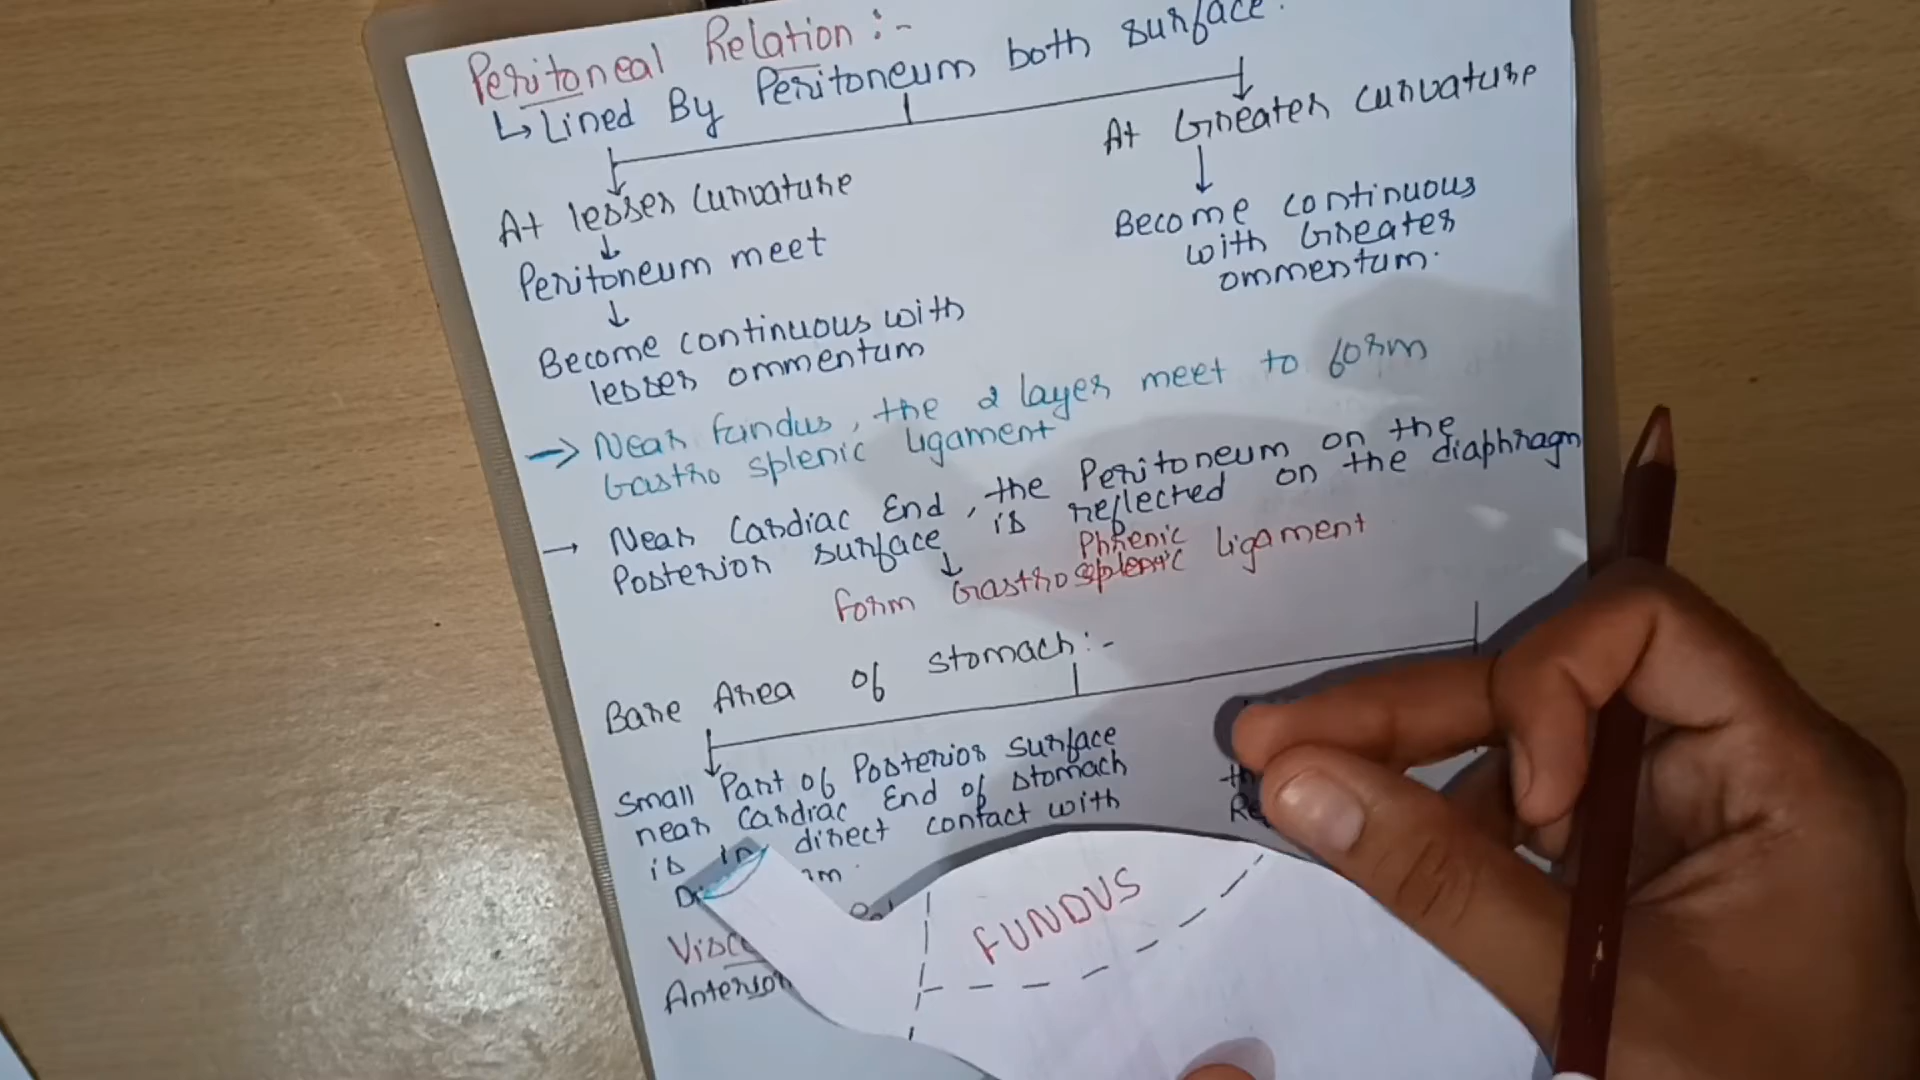 Peritoneal Relation :-
↳ Lined By Peritoneum both surface.
At lesser curvature
↓
Peritoneum meet
↓
Become continuous with
lesser ommentum
At Greater curvature
↓
Become continuous
with Greater
ommentum.
→ Near fundus, the 2 layer meet to form
Gastro splenic ligament
→ Near Cardiac End, the Peritoneum on the
Posterior surface is reflected on the diaphragm
↓
Phrenic
form Gastro splenic ligament
Bare Area of stomach :-
Small Part of Posterior surface
near cardiac End of stomach
is in direct contact with
Anterior
FUNDUS